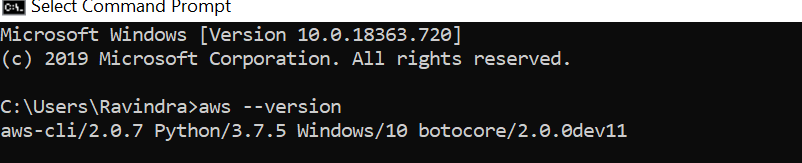 Select Command Prompt
Microsoft Windows [Version 10.0.18363.720]
(c) 2019 Microsoft Corporation. All rights reserved.
C:\Users\Ravindra>aws --version
aws-cli/2.0.7 Python/3.7.5 Windows/10 botocore/2.0.0dev11